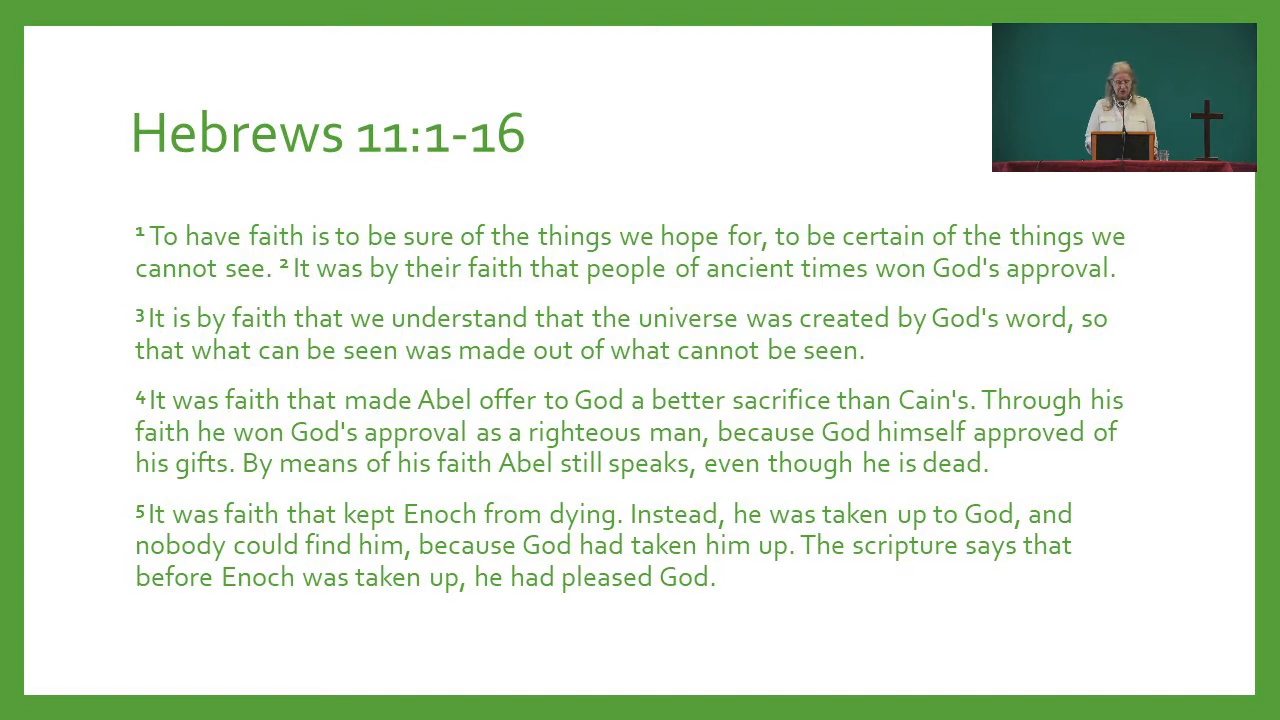 Hebrews 11:1-16
1 To have faith is to be sure of the things we hope for, to be certain of the things we
cannot see. 2 It was by their faith that people of ancient times won God's approval.
3 It is by faith that we understand that the universe was created by God's word, so
that what can be seen was made out of what cannot be seen.
4 It was faith that made Abel offer to God a better sacrifice than Cain's. Through his
faith he won God's approval as a righteous man, because God himself approved of
his gifts. By means of his faith Abel still speaks, even though he is dead.
5 It was faith that kept Enoch from dying. Instead, he was taken up to God, and
nobody could find him, because God had taken him up. The scripture says that
before Enoch was taken up, he had pleased God.